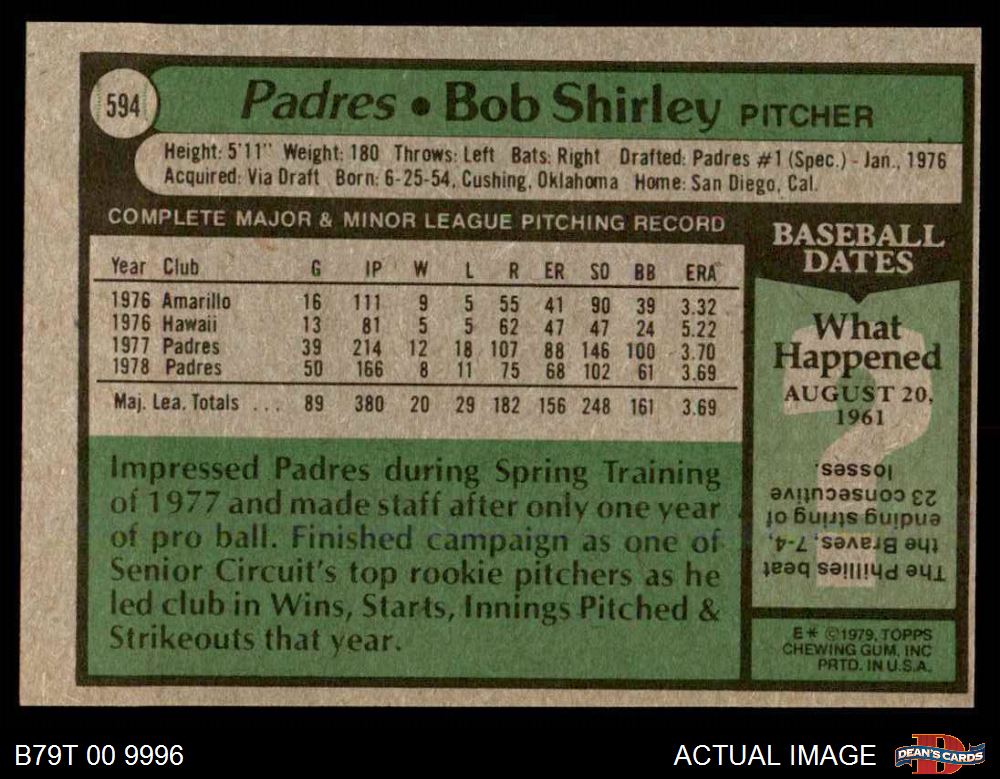 594
Padres • Bob Shirley PITCHER
Height: 5'11" Weight: 180 Throws: Left Bats: Right Drafted: Padres #1 (Spec.) - Jan., 1976
Acquired: Via Draft Born: 6-25-54, Cushing, Oklahoma Home: San Diego, Cal.
COMPLETE MAJOR & MINOR LEAGUE PITCHING RECORD
Year Club G IP W L R ER SO BB ERA
1976 Amarillo 16 111 9 5 55 41 90 39 3.32
1976 Hawaii 13 81 5 5 62 47 47 24 5.22
1977 Padres 39 214 12 18 107 88 146 100 3.70
1978 Padres 50 166 8 11 75 68 102 61 3.69
Maj. Lea. Totals ... 89 380 20 29 182 156 248 161 3.69
Impressed Padres during Spring Training
of 1977 and made staff after only one year
of pro ball. Finished campaign as one of
Senior Circuit's top rookie pitchers as he
led club in Wins, Starts, Innings Pitched &
Strikeouts that year.
BASEBALL
DATES
What
Happened
AUGUST 20,
1961
The Phillies beat
the Braves, 7-4,
ending string of
23 consecutive
losses.
E* ©1979, TOPPS
CHEWING GUM, INC
PRTD. IN U.S.A.
B79T 00 9996
ACTUAL IMAGE
DEAN'S CARDS